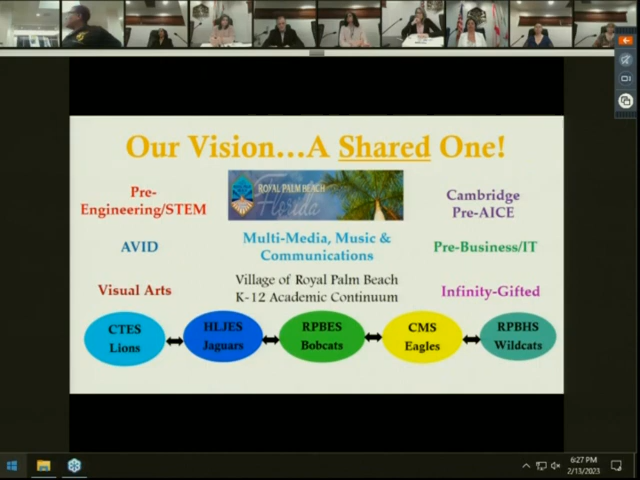 Our Vision...A Shared One!
Pre-
Engineering/STEM
ROYAL PALM BEACH
Florida
Cambridge
Pre-AICE
AVID
Multi-Media, Music &
Communications
Pre-Business/IT
Visual Arts
Village of Royal Palm Beach
K-12 Academic Continuum
Infinity-Gifted
CTES
Lions
HLJES
Jaguars
RPBES
Bobcats
CMS
Eagles
RPBHS
Wildcats
6:27 PM
2/13/2023